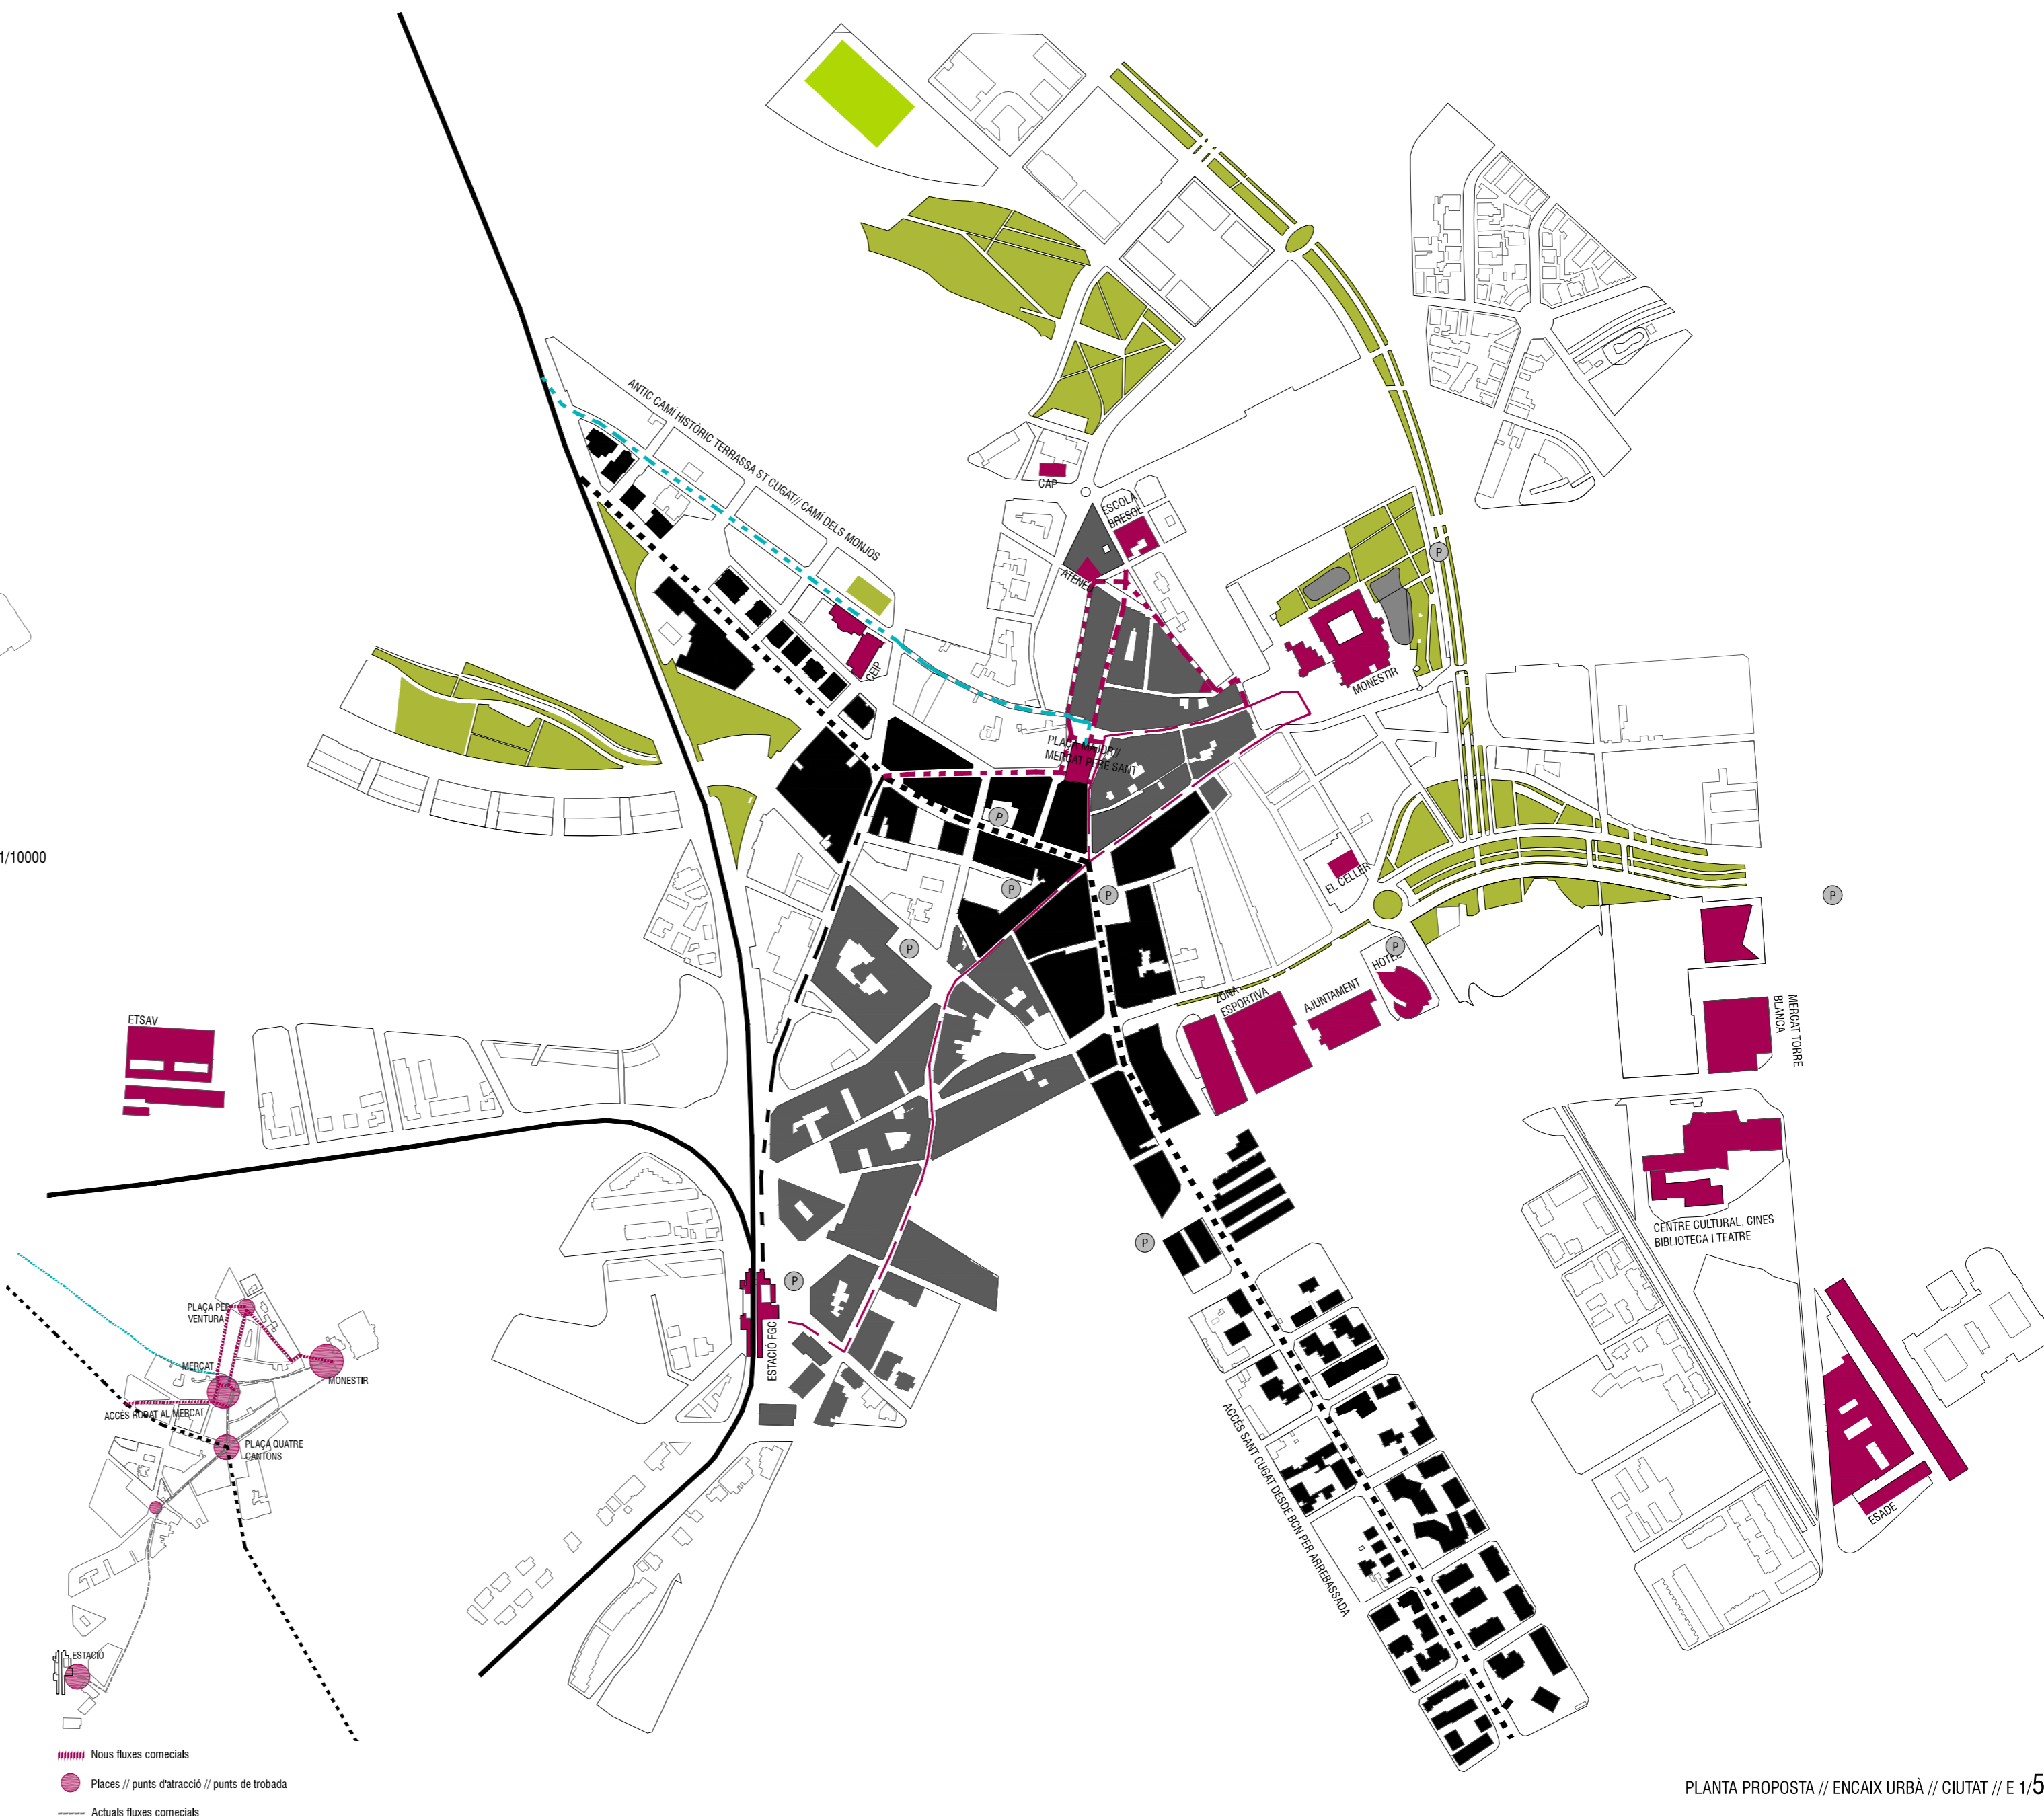 ANTIC CAMÍ HISTÒRIC TERRASSA ST CUGAT// CAMÍ DELS MONJOS
CAP
ESCOLA
BRESOL
ATENEU
P
CEIP
MONESTIR
PLAÇA MAJOR//
MERCAT PERE SANT
P
1/10000
EL CELLER
P
P
P
P
P
P
HOTEL
ZONA
ESPORTIVA
AJUNTAMENT
MERCAT TORRE
BLANCA
ETSAV
CENTRE CULTURAL, CINES
BIBLIOTECA I TEATRE
P
P
ESTACIÓ FGC
PLAÇA PEP
VENTURA
MERCAT
MONESTIR
ACCÉS RODAT AL MERCAT
PLAÇA QUATRE
CANTONS
ACCÈS SANT CUGAT DESDE BCN PER ARREBASSADA
ESADE
ESTACIÓ
Nous fluxes comecials
Places // punts d'atracció // punts de trobada
Actuals fluxes comecials
PLANTA PROPOSTA // ENCAIX URBÀ // CIUTAT // E 1/5